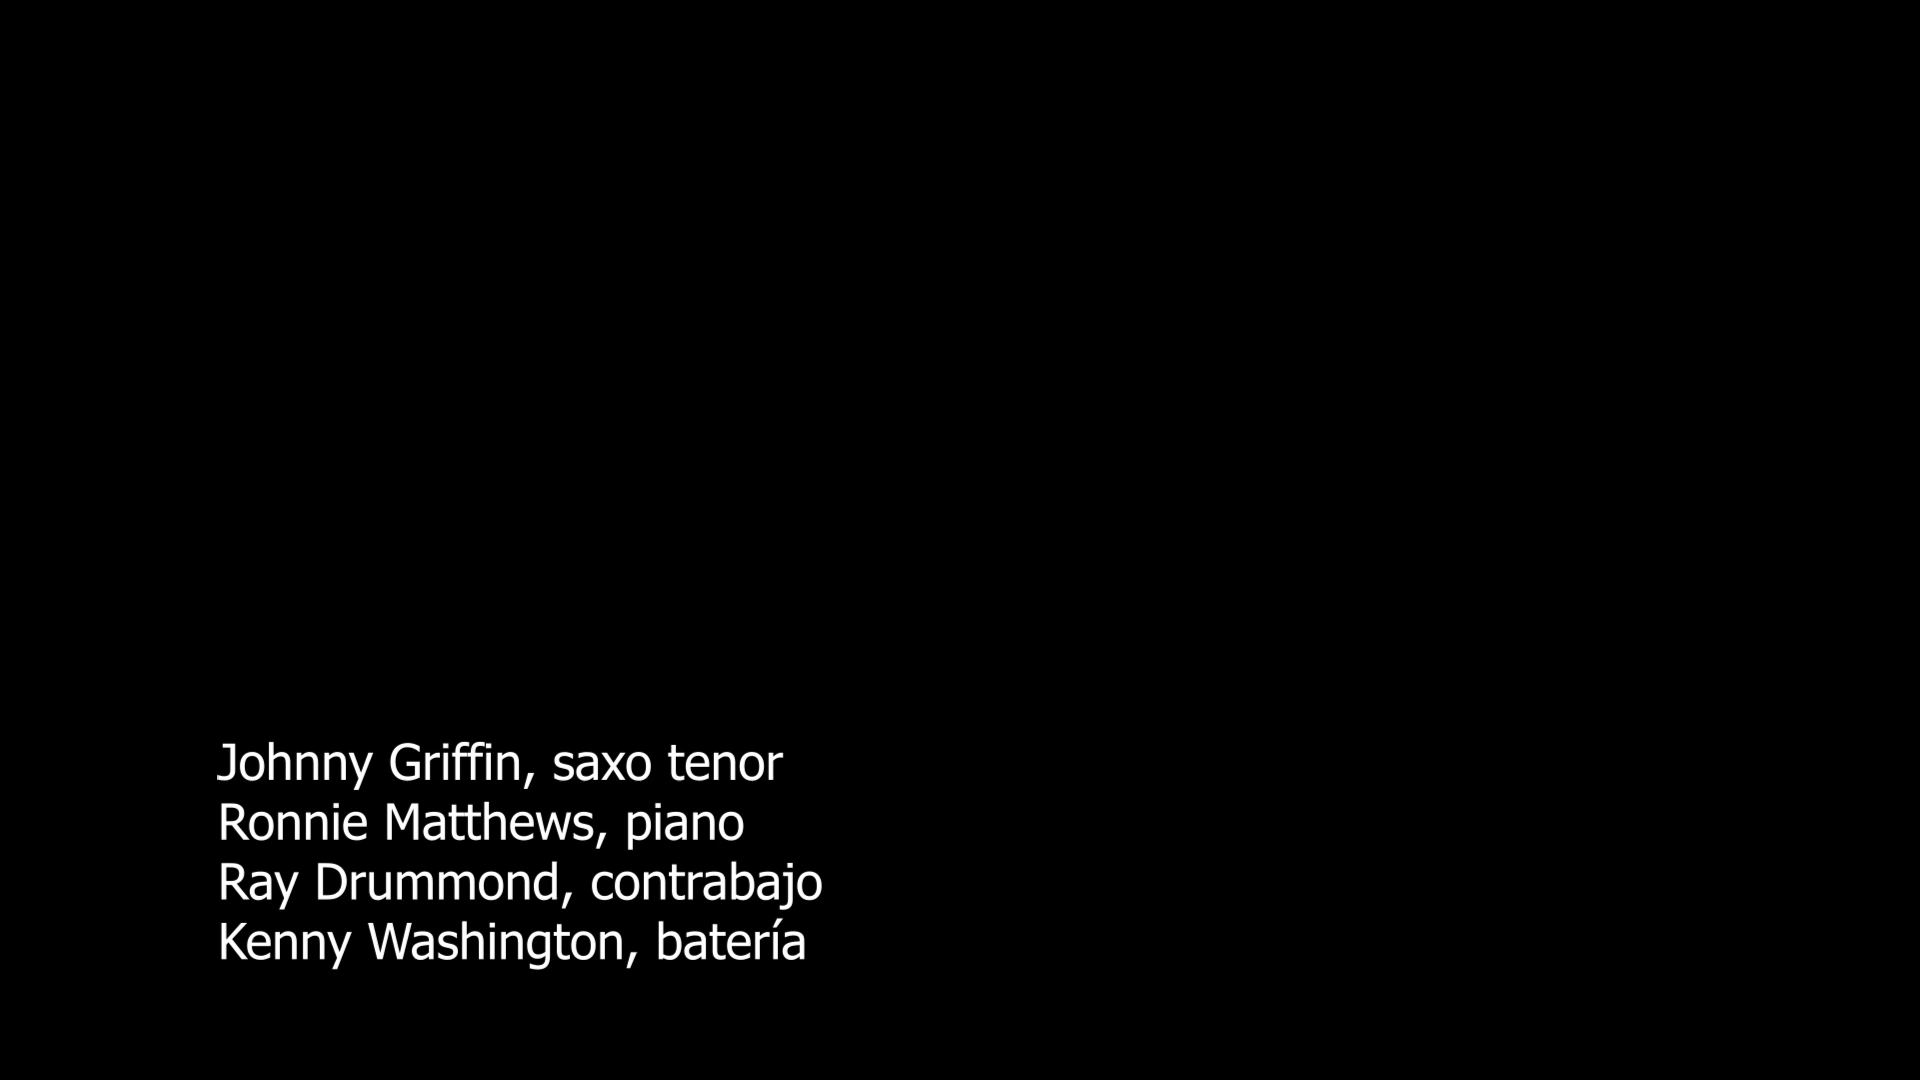 Johnny Griffin, saxo tenor
Ronnie Matthews, piano
Ray Drummond, contrabajo
Kenny Washington, batería